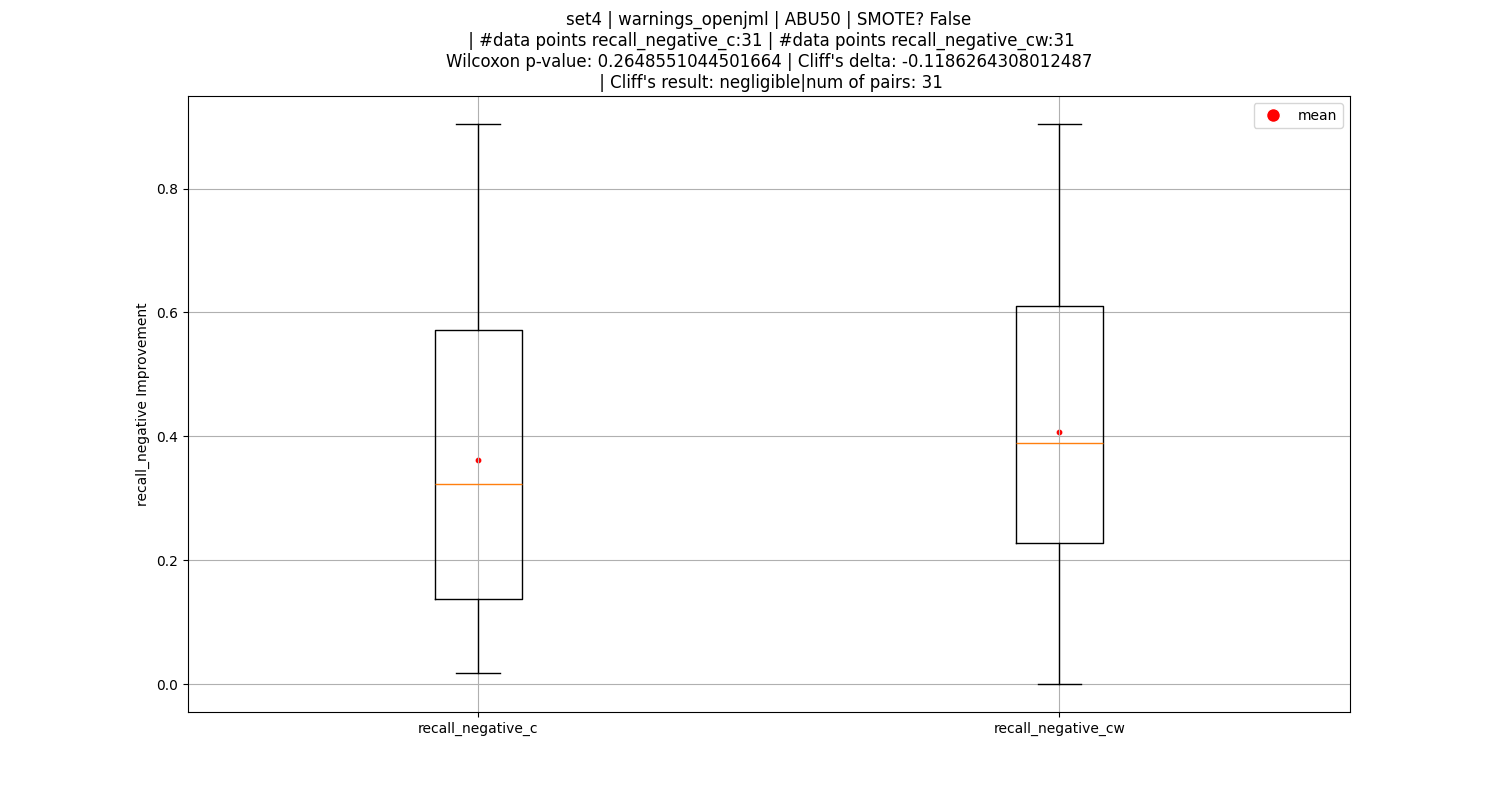 set4 | warnings_openjml | ABU50 | SMOTE? False
| #data points recall_negative_c:31 | #data points recall_negative_cw:31
Wilcoxon p-value: 0.2648551044501664 | Cliff's delta: -0.1186264308012487
| Cliff's result: negligible|num of pairs: 31
mean
recall_negative Improvement
0.8
0.6
0.4
0.2
0.0
recall_negative_c
recall_negative_cw